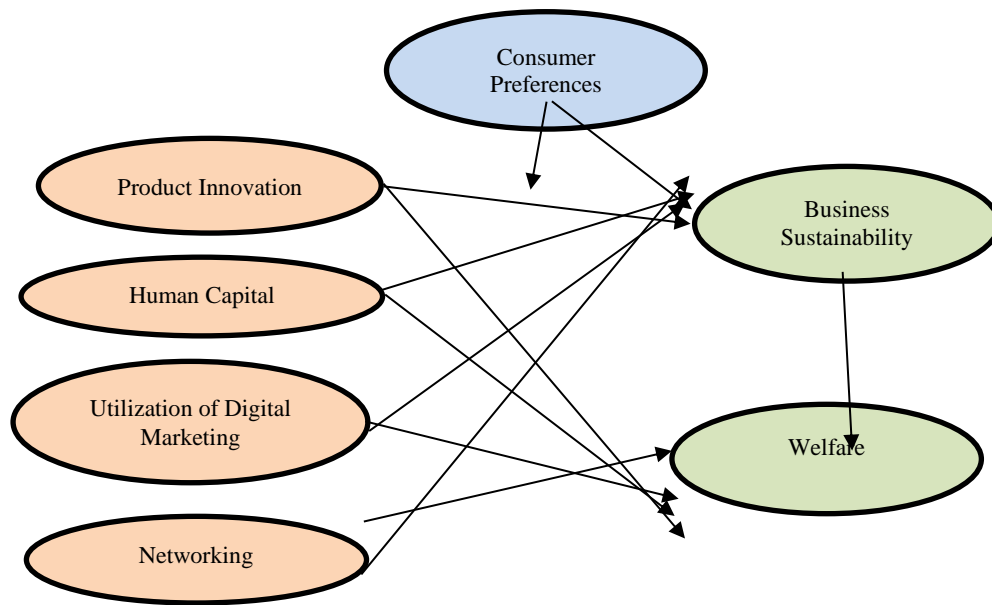 Consumer
Preferences
Product Innovation
Business
Sustainability
Human Capital
Utilization of Digital
Marketing
Welfare
Networking